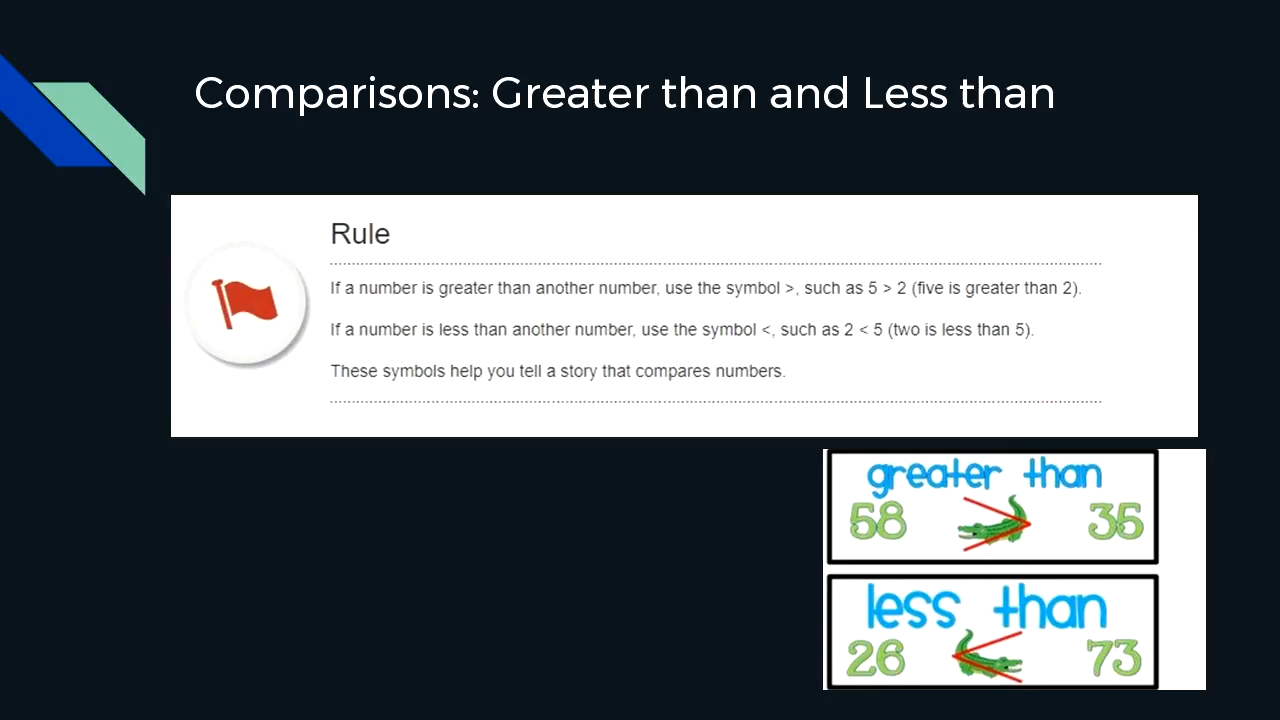 Comparisons: Greater than and Less than
Rule
If a number is greater than another number, use the symbol >, such as 5 > 2 (five is greater than 2).
If a number is less than another number, use the symbol <, such as 2 < 5 (two is less than 5).
These symbols help you tell a story that compares numbers.
greater than
58 > 35
less than
26 < 73